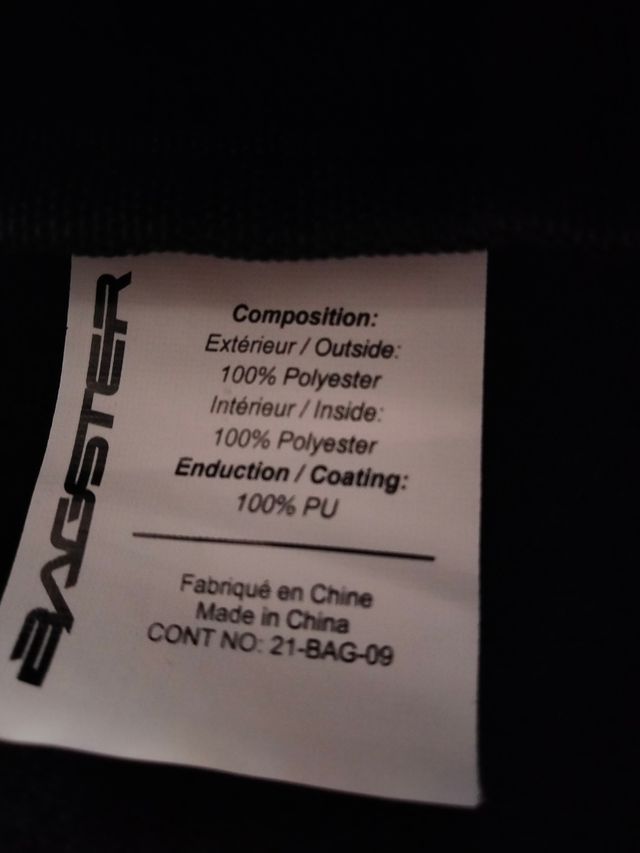 BAGSTER
Composition:
Extérieur / Outside:
100% Polyester
Intérieur / Inside:
100% Polyester
Enduction / Coating:
100% PU
Fabriqué en Chine
Made in China
CONT NO: 21-BAG-09